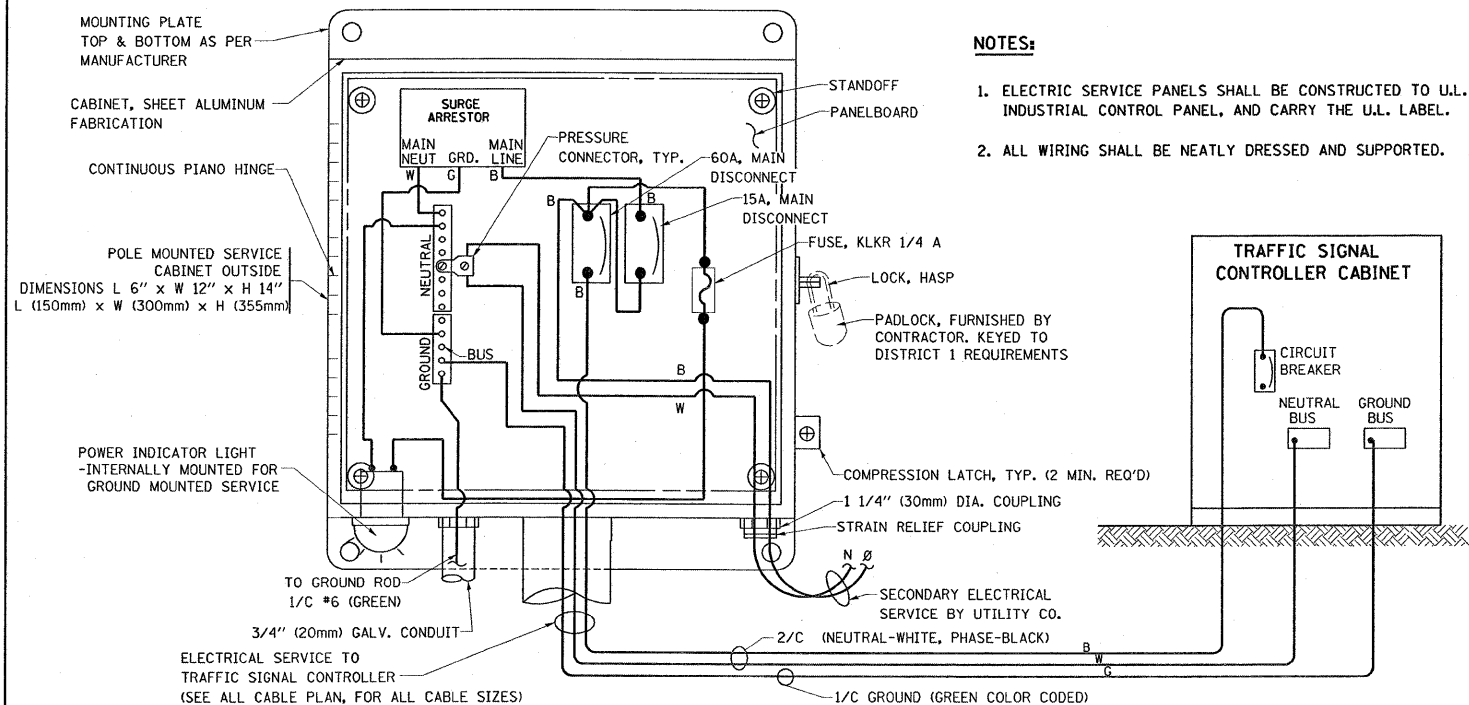 MOUNTING PLATE
TOP & BOTTOM AS PER
MANUFACTURER
CABINET, SHEET ALUMINUM
FABRICATION
CONTINUOUS PIANO HINGE
POLE MOUNTED SERVICE
CABINET OUTSIDE
DIMENSIONS L 6" x W 12" x H 14"
L (150mm) x W (300mm) x H (355mm)
POWER INDICATOR LIGHT
-INTERNALLY MOUNTED FOR
GROUND MOUNTED SERVICE
SURGE
ARRESTOR
MAIN
NEUT
GRD.
MAIN
LINE
W
G
B
PRESSURE
CONNECTOR, TYP.
60A, MAIN
DISCONNECT
15A, MAIN
DISCONNECT
B
B
B
NEUTRAL
GROUND
BUS
B
W
STANDOFF
PANELBOARD
FUSE, KLKR 1/4 A
LOCK, HASP
PADLOCK, FURNISHED BY
CONTRACTOR. KEYED TO
DISTRICT 1 REQUIREMENTS
COMPRESSION LATCH, TYP. (2 MIN. REQ'D)
1 1/4" (30mm) DIA. COUPLING
STRAIN RELIEF COUPLING
N Ø
SECONDARY ELECTRICAL
SERVICE BY UTILITY CO.
TO GROUND ROD
1/C #6 (GREEN)
3/4" (20mm) GALV. CONDUIT
ELECTRICAL SERVICE TO
TRAFFIC SIGNAL CONTROLLER
(SEE ALL CABLE PLAN, FOR ALL CABLE SIZES)
2/C (NEUTRAL-WHITE, PHASE-BLACK)
1/C GROUND (GREEN COLOR CODED)
B
W
G
NOTES:
1. ELECTRIC SERVICE PANELS SHALL BE CONSTRUCTED TO U.L.
INDUSTRIAL CONTROL PANEL, AND CARRY THE U.L. LABEL.
2. ALL WIRING SHALL BE NEATLY DRESSED AND SUPPORTED.
TRAFFIC SIGNAL
CONTROLLER CABINET
CIRCUIT
BREAKER
NEUTRAL
BUS
GROUND
BUS